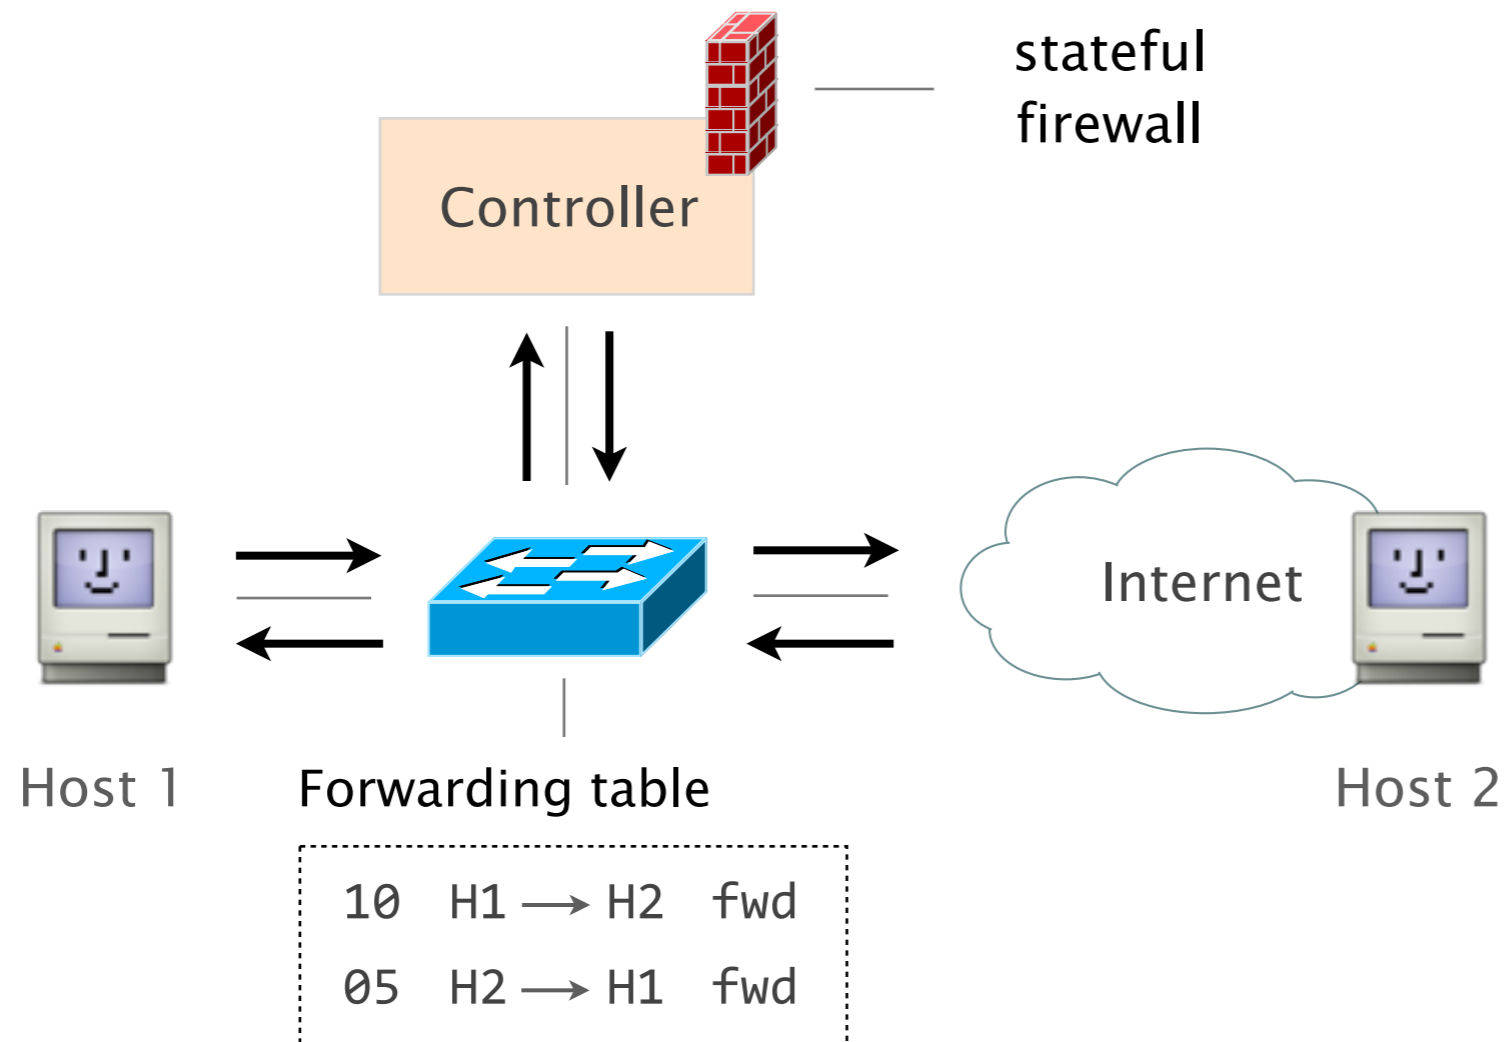 stateful
firewall
Controller
Internet
Host 1
Forwarding table
Host 2
10 H1 → H2 fwd
05 H2 → H1 fwd